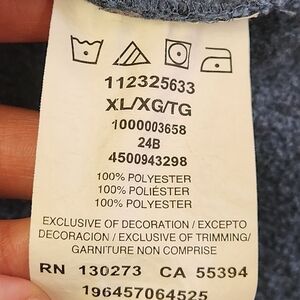 112325633
XL/XG/TG
1000003658
24B
4500943298
100% POLYESTER
100% POLIÉSTER
100% POLYESTER
EXCLUSIVE OF DECORATION / EXCEPTO
DECORACION / EXCLUSIVE OF TRIMMING/
GARNITURE NON COMPRISE
RN 130273 CA 55394
196457064525